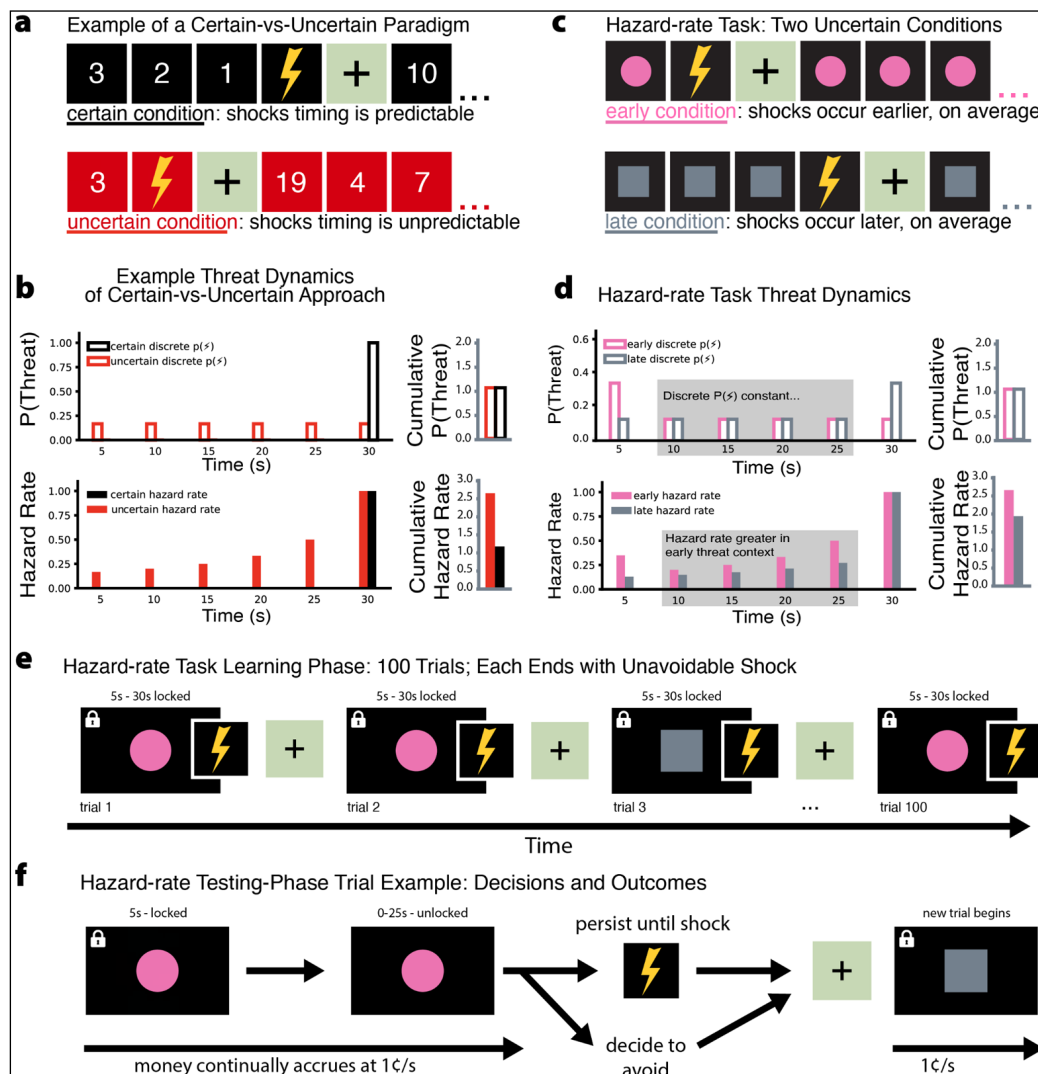 a Example of a Certain-vs-Uncertain Paradigm
3 2 1 + 10 ...
certain condition: shocks timing is predictable
3 + 19 4 7 ...
uncertain condition: shocks timing is unpredictable
c Hazard-rate Task: Two Uncertain Conditions
+ ...
early condition: shocks occur earlier, on average
+ ...
late condition: shocks occur later, on average
b Example Threat Dynamics
of Certain-vs-Uncertain Approach
P(Threat)
1.00
0.75
0.50
0.25
0.00
certain discrete p(⚡)
uncertain discrete p(⚡)
5 10 15 20 25 30
Time (s)
Cumulative
P(Threat)
2.0
1.5
1.0
0.5
0.0
Hazard Rate
1.00
0.75
0.50
0.25
0.00
certain hazard rate
uncertain hazard rate
5 10 15 20 25 30
Time (s)
Cumulative
Hazard Rate
3.0
2.5
2.0
1.5
1.0
0.5
0.0
d Hazard-rate Task Threat Dynamics
P(Threat)
0.6
0.4
0.2
0.0
early discrete p(⚡)
late discrete p(⚡)
Discrete P(⚡) constant...
5 10 15 20 25 30
Time (s)
Cumulative
P(Threat)
2.0
1.5
1.0
0.5
0.0
Hazard Rate
1.00
0.75
0.50
0.25
0.00
early hazard rate
late hazard rate
Hazard rate greater in
early threat context
5 10 15 20 25 30
Time (s)
Cumulative
Hazard Rate
3.0
2.5
2.0
1.5
1.0
0.5
0.0
e Hazard-rate Task Learning Phase: 100 Trials; Each Ends with Unavoidable Shock
5s - 30s locked 5s - 30s locked 5s - 30s locked 5s - 30s locked
+ + +
trial 1 trial 2 trial 3 ... trial 100
Time
f Hazard-rate Testing-Phase Trial Example: Decisions and Outcomes
5s - locked 0-25s - unlocked persist until shock new trial begins
+
money continually accrues at 1¢/s decide to
avoid 1¢/s